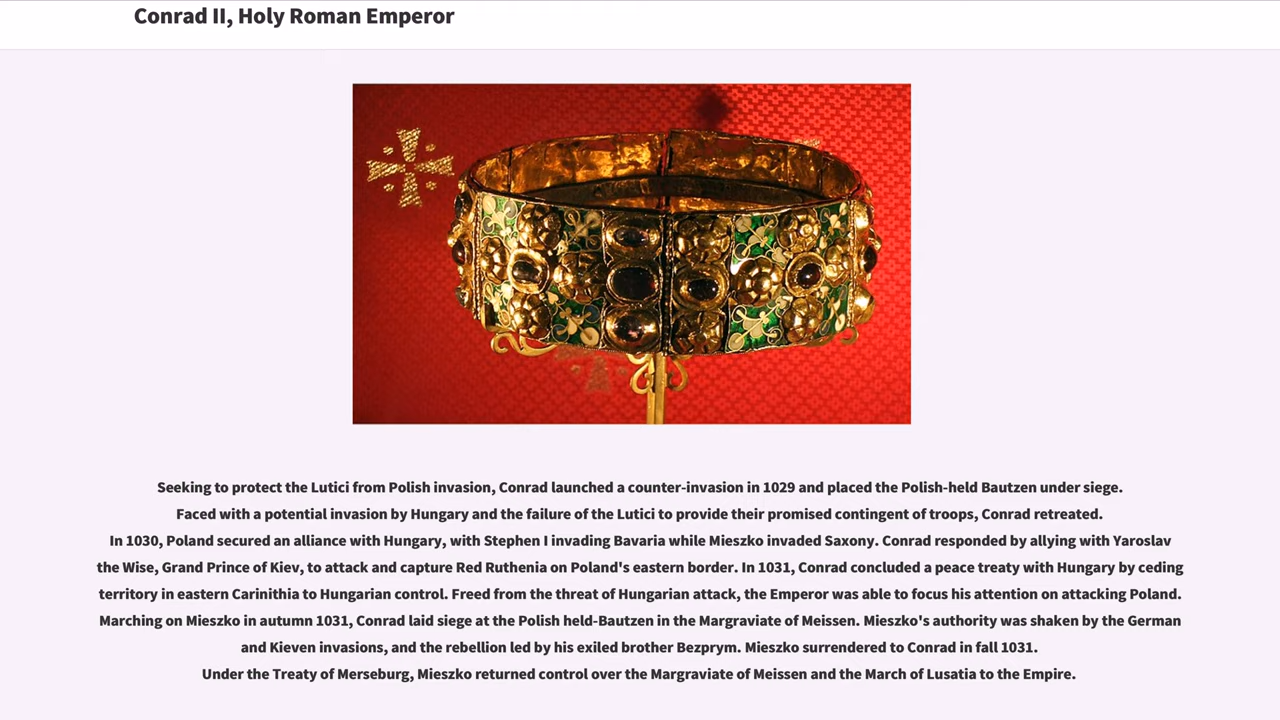 Conrad II, Holy Roman Emperor
Seeking to protect the Lutici from Polish invasion, Conrad launched a counter-invasion in 1029 and placed the Polish-held Bautzen under siege.
Faced with a potential invasion by Hungary and the failure of the Lutici to provide their promised contingent of troops, Conrad retreated.
In 1030, Poland secured an alliance with Hungary, with Stephen I invading Bavaria while Mieszko invaded Saxony. Conrad responded by allying with Yaroslav
the Wise, Grand Prince of Kiev, to attack and capture Red Ruthenia on Poland's eastern border. In 1031, Conrad concluded a peace treaty with Hungary by ceding
territory in eastern Carinithia to Hungarian control. Freed from the threat of Hungarian attack, the Emperor was able to focus his attention on attacking Poland.
Marching on Mieszko in autumn 1031, Conrad laid siege at the Polish held-Bautzen in the Margraviate of Meissen. Mieszko's authority was shaken by the German
and Kieven invasions, and the rebellion led by his exiled brother Bezprym. Mieszko surrendered to Conrad in fall 1031.
Under the Treaty of Merseburg, Mieszko returned control over the Margraviate of Meissen and the March of Lusatia to the Empire.